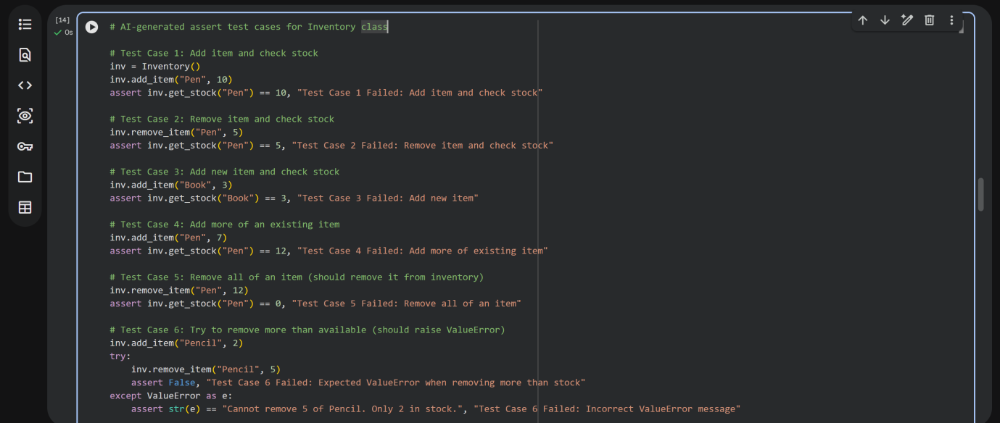 [14]
0s
# AI-generated assert test cases for Inventory class
# Test Case 1: Add item and check stock
inv = Inventory()
inv.add_item("Pen", 10)
assert inv.get_stock("Pen") == 10, "Test Case 1 Failed: Add item and check stock"
# Test Case 2: Remove item and check stock
inv.remove_item("Pen", 5)
assert inv.get_stock("Pen") == 5, "Test Case 2 Failed: Remove item and check stock"
# Test Case 3: Add new item and check stock
inv.add_item("Book", 3)
assert inv.get_stock("Book") == 3, "Test Case 3 Failed: Add new item"
# Test Case 4: Add more of an existing item
inv.add_item("Pen", 7)
assert inv.get_stock("Pen") == 12, "Test Case 4 Failed: Add more of existing item"
# Test Case 5: Remove all of an item (should remove it from inventory)
inv.remove_item("Pen", 12)
assert inv.get_stock("Pen") == 0, "Test Case 5 Failed: Remove all of an item"
# Test Case 6: Try to remove more than available (should raise ValueError)
inv.add_item("Pencil", 2)
try:
    inv.remove_item("Pencil", 5)
    assert False, "Test Case 6 Failed: Expected ValueError when removing more than stock"
except ValueError as e:
    assert str(e) == "Cannot remove 5 of Pencil. Only 2 in stock.", "Test Case 6 Failed: Incorrect ValueError message"